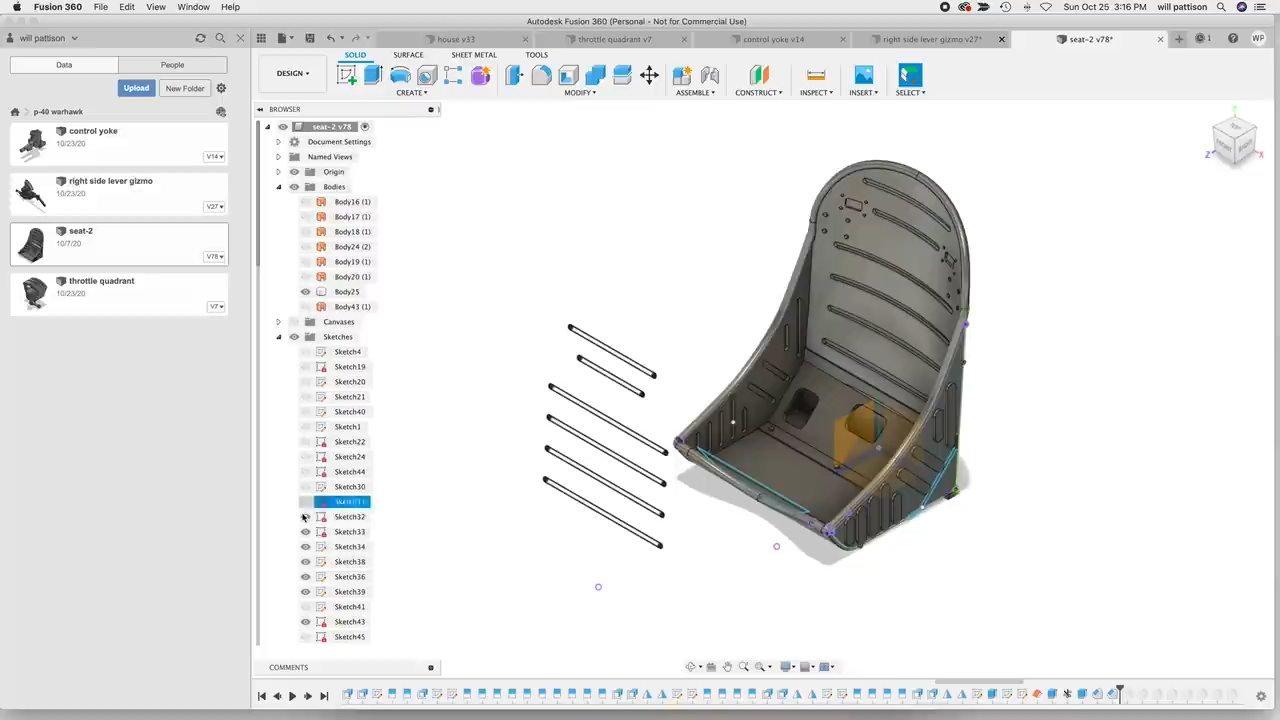 Fusion 360 File Edit View Window Help
Sun Oct 25 3:16 PM will pattison
Autodesk Fusion 360 (Personal - Not for Commercial Use)
will pattison
house v33
throttle quadrant v7
control yoke v14
right side lever gizmo v27*
seat-2 v78*
1
WP
Data People
SOLID SURFACE SHEET METAL TOOLS
DESIGN
Upload New Folder
CREATE MODIFY ASSEMBLE CONSTRUCT INSPECT INSERT SELECT
p-40 warhawk
BROWSER
control yoke
10/23/20
V14
right side lever gizmo
10/23/20
V27
seat-2
10/7/20
V78
throttle quadrant
10/23/20
V7
seat-2 v78
Document Settings
Named Views
Origin
Bodies
Body16 (1)
Body17 (1)
Body18 (1)
Body24 (2)
Body19 (1)
Body20 (1)
Body25
Body43 (1)
Canvases
Sketches
Sketch4
Sketch19
Sketch20
Sketch21
Sketch40
Sketch1
Sketch22
Sketch24
Sketch44
Sketch30
Sketch32
Sketch33
Sketch34
Sketch38
Sketch36
Sketch39
Sketch41
Sketch43
Sketch45
COMMENTS
TOP
FRONT
RIGHT
Y
Z
X